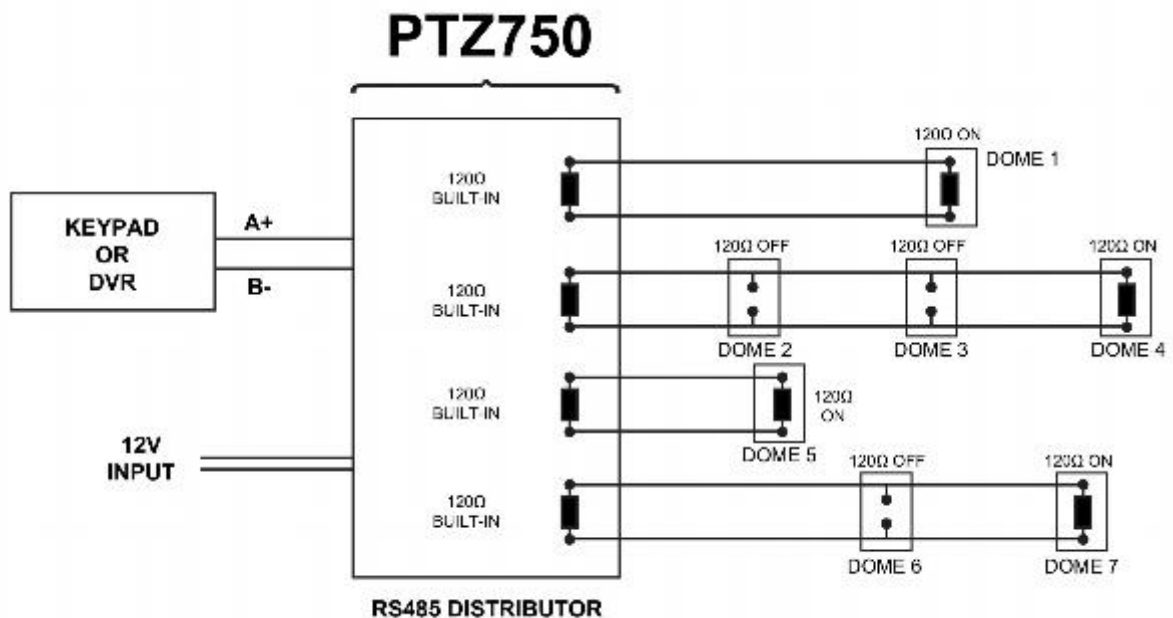 PTZ750
120Ω ON
DOME 1
120Ω
BUILT-IN
KEYPAD
OR
DVR
A+
B-
120Ω OFF
120Ω OFF
120Ω ON
120Ω
BUILT-IN
DOME 2
DOME 3
DOME 4
120Ω
BUILT-IN
120Ω
ON
DOME 5
12V
INPUT
120Ω OFF
120Ω ON
120Ω
BUILT-IN
DOME 6
DOME 7
RS485 DISTRIBUTOR